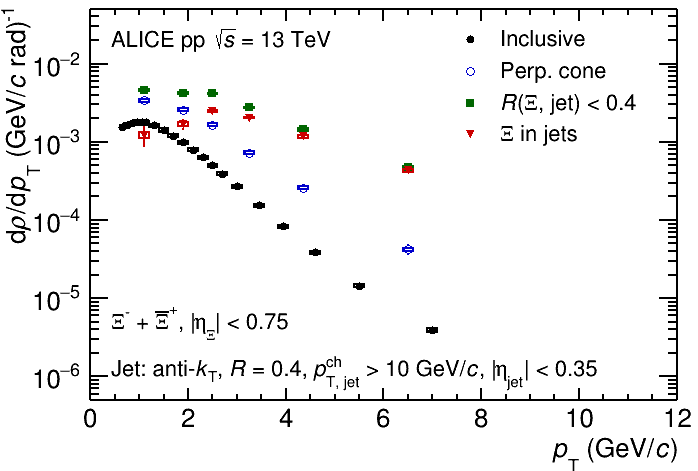 ALICE pp √s = 13 TeV
Inclusive
Perp. cone
R(Ξ, jet) < 0.4
Ξ in jets
dρ/dp_T (GeV/c rad)⁻¹
10⁻²
10⁻³
10⁻⁴
10⁻⁵
10⁻⁶
Ξ⁻ + Ξ̅⁺, |η_Ξ| < 0.75
Jet: anti-k_T, R = 0.4, p_T, jet^ch > 10 GeV/c, |η_jet| < 0.35
0 2 4 6 8 10 12
p_T (GeV/c)